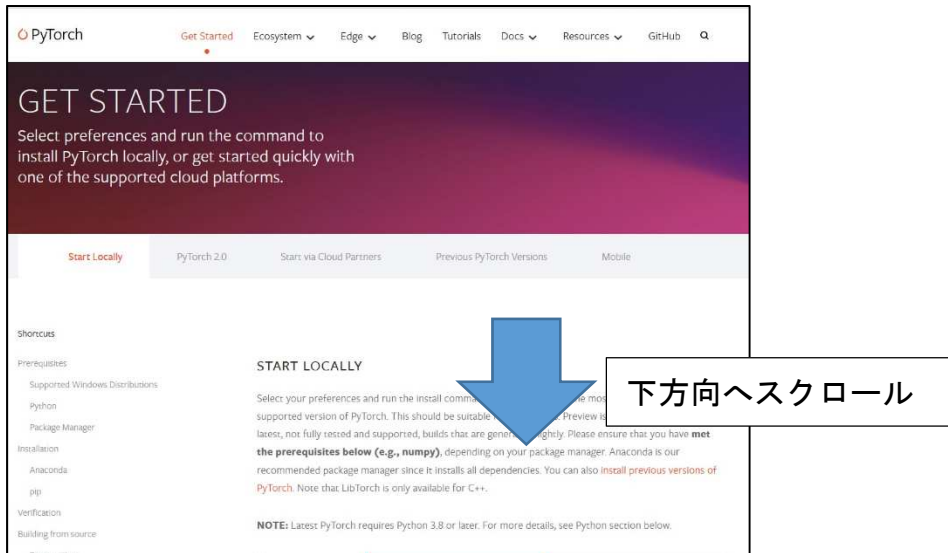 PyTorch
Get Started Ecosystem Edge Blog Tutorials Docs Resources GitHub
GET STARTED
Select preferences and run the command to
install PyTorch locally, or get started quickly with
one of the supported cloud platforms.
Start Locally PyTorch 2.0 Start via Cloud Partners Previous PyTorch Versions Mobile
Shortcuts
Prerequisites
Supported Windows Distributions
Python
Package Manager
Installation
Anaconda
pip
Verification
Building from source
START LOCALLY
Select your preferences and run the install
supported version of PyTorch. This should be suitable Preview is
latest, not fully tested and supported, builds that are Please ensure that you have met
the prerequisites below (e.g., numpy), depending on your package manager. Anaconda is our
recommended package manager since it installs all dependencies. You can also install previous versions of
PyTorch. Note that LibTorch is only available for C++.
NOTE: Latest PyTorch requires Python 3.8 or later. For more details, see Python section below.
下方向へスクロール